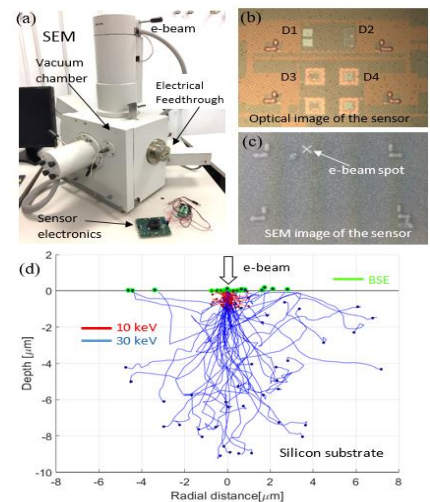 (a)
SEM
e-beam
Vacuum
chamber
Electrical
Feedthrough
Sensor
electronics
(b)
D1
D2
D3
D4
Optical image of the sensor
(c)
e-beam spot
SEM image of the sensor
(d)
e-beam
BSE
10 keV
30 keV
Silicon substrate
Depth[μm]
2
0
-2
-4
-6
-8
-10
-8
-6
-4
-2
0
2
4
6
8
Radial distance[μm]